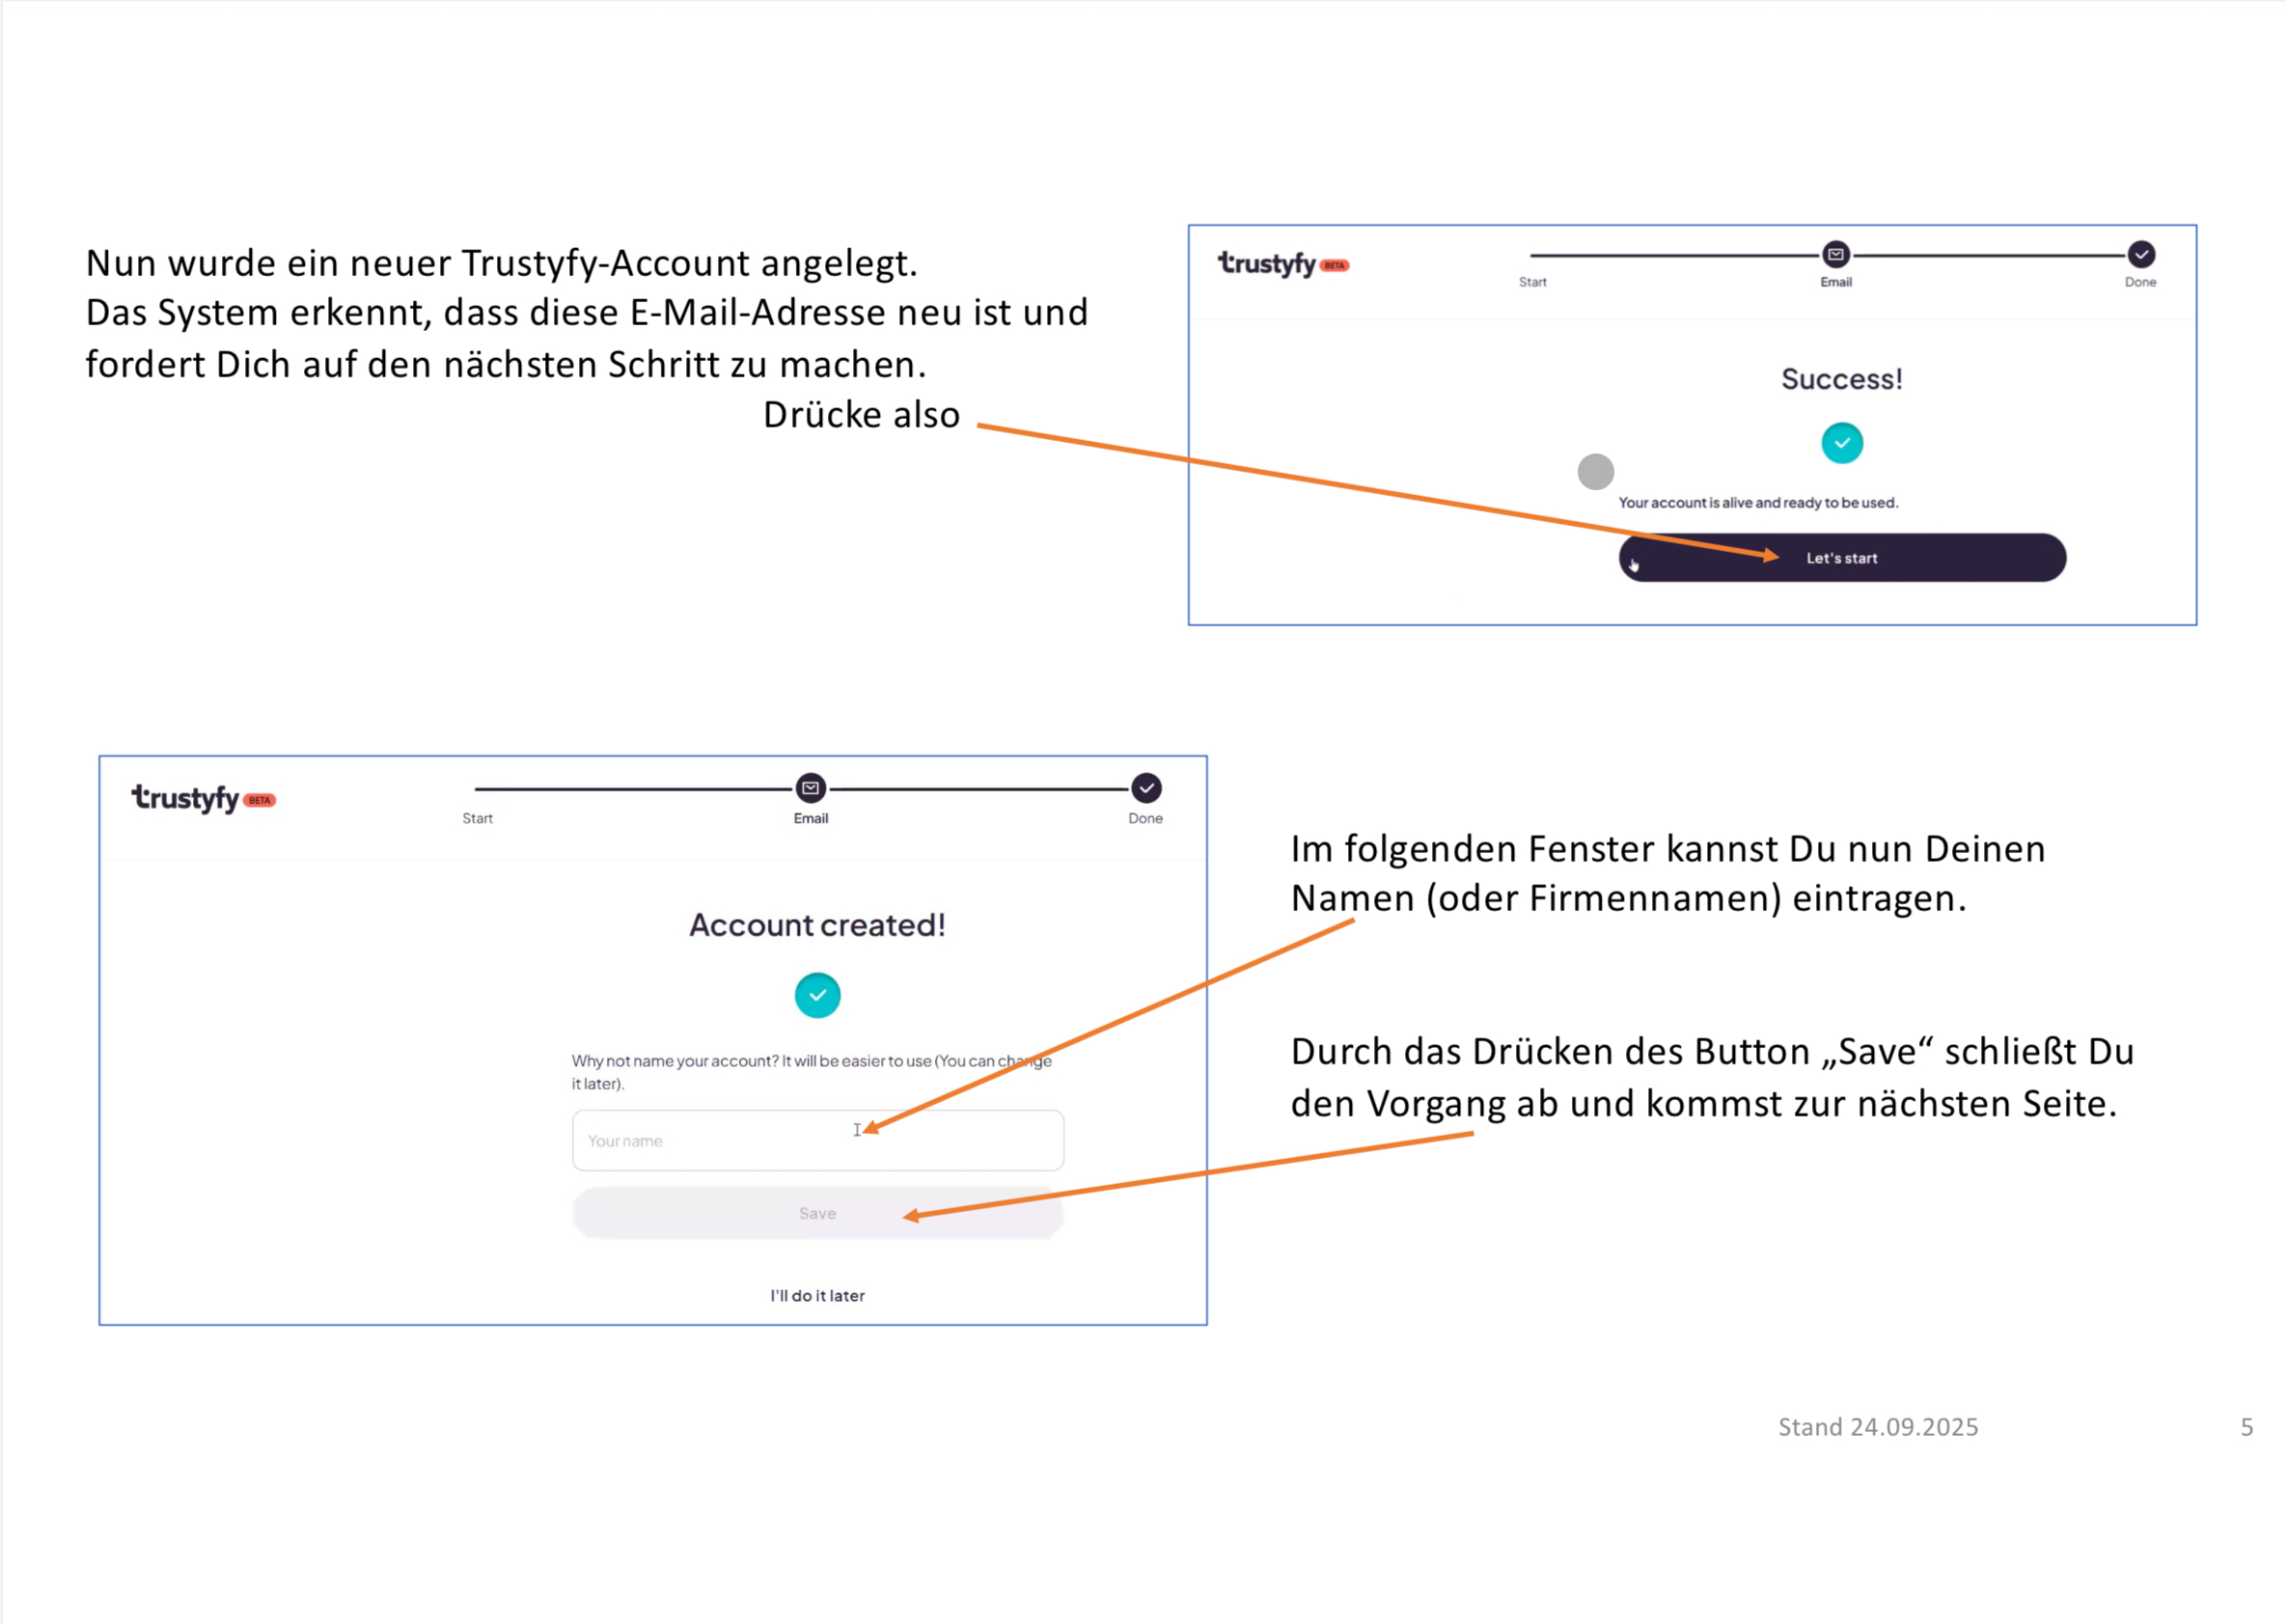 Nun wurde ein neuer Trustyfy-Account angelegt.
Das System erkennt, dass diese E-Mail-Adresse neu ist und
fordert Dich auf den nächsten Schritt zu machen.
Drücke also
trustyfy BETA
Start
Email
Done
Success!
Your account is alive and ready to be used.
Let's start
trustyfy BETA
Start
Email
Done
Account created!
Why not name your account? It will be easier to use (You can change
it later).
Your name
Save
I'll do it later
Im folgenden Fenster kannst Du nun Deinen
Namen (oder Firmennamen) eintragen.
Durch das Drücken des Button „Save“ schließt Du
den Vorgang ab und kommst zur nächsten Seite.
Stand 24.09.2025
5